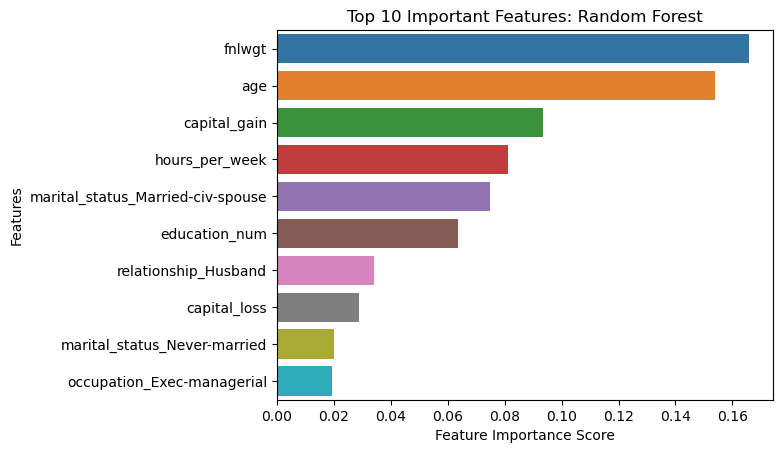 Top 10 Important Features: Random Forest
Features
fnlwgt
age
capital_gain
hours_per_week
marital_status_Married-civ-spouse
education_num
relationship_Husband
capital_loss
marital_status_Never-married
occupation_Exec-managerial
0.00 0.02 0.04 0.06 0.08 0.10 0.12 0.14 0.16
Feature Importance Score